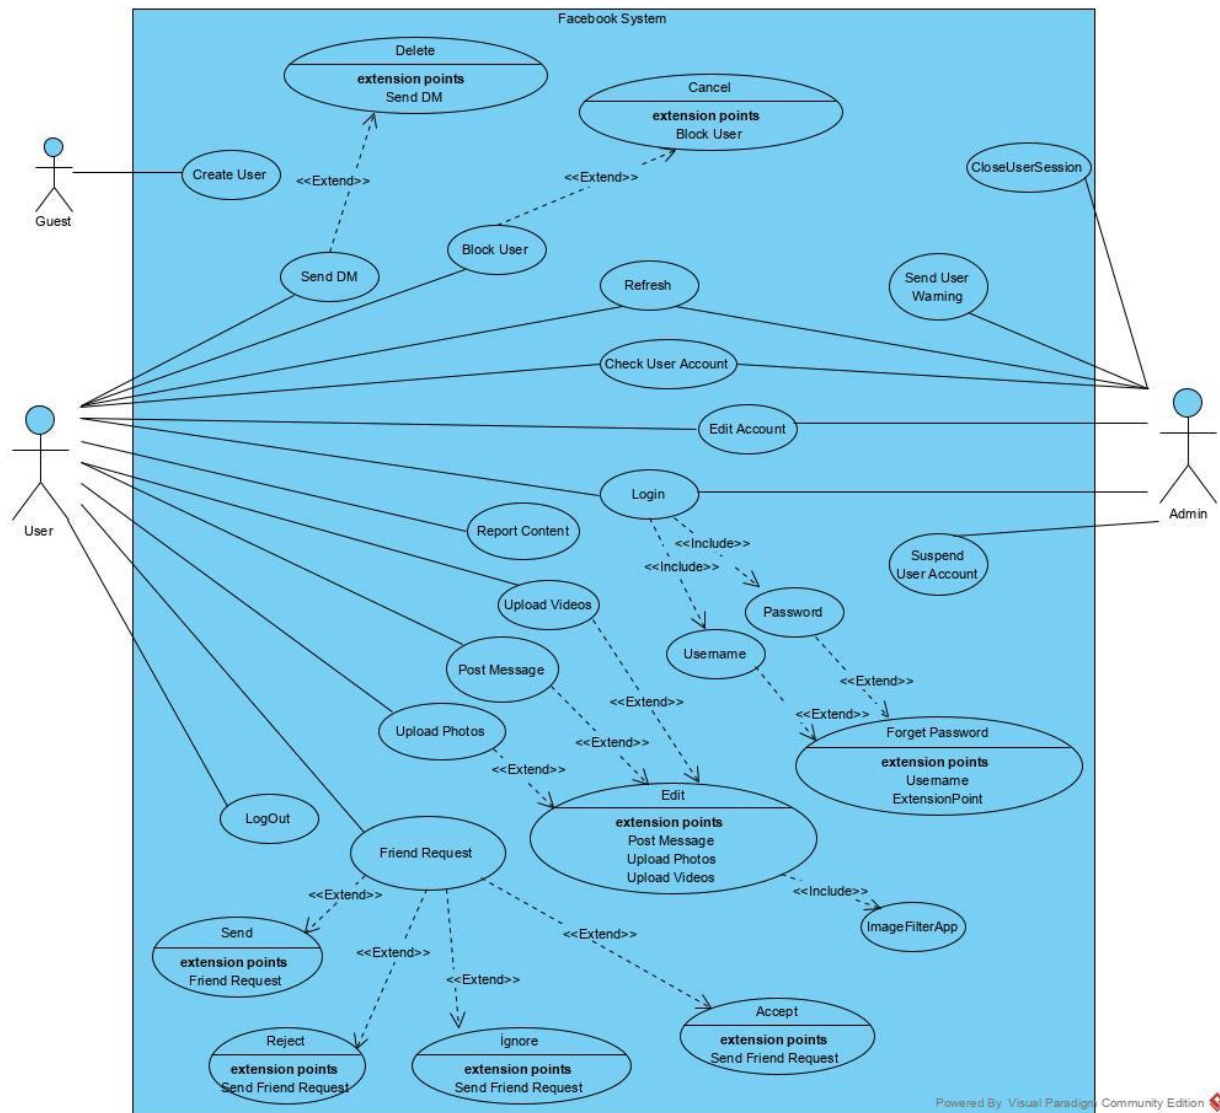 Facebook System
Delete
extension points
Send DM
Cancel
extension points
Block User
Guest
Create User
<<Extend>>
<<Extend>>
CloseUserSession
Send DM
Block User
Refresh
Send User
Warning
Check User Account
Edit Account
User
Admin
Login
Report Content
<<Include>>
<<Include>>
Suspend
User Account
Upload Videos
Password
Username
Post Message
<<Extend>>
<<Extend>>
<<Extend>>
Upload Photos
<<Extend>>
<<Extend>>
Forget Password
extension points
Username
ExtensionPoint
Edit
extension points
Post Message
Upload Photos
Upload Videos
LogOut
Friend Request
<<Include>>
ImageFilterApp
<<Extend>>
Send
extension points
Friend Request
<<Extend>>
<<Extend>>
<<Extend>>
Reject
extension points
Send Friend Request
İgnore
extension points
Send Friend Request
Accept
extension points
Send Friend Request
Powered By Visual Paradigm Community Edition